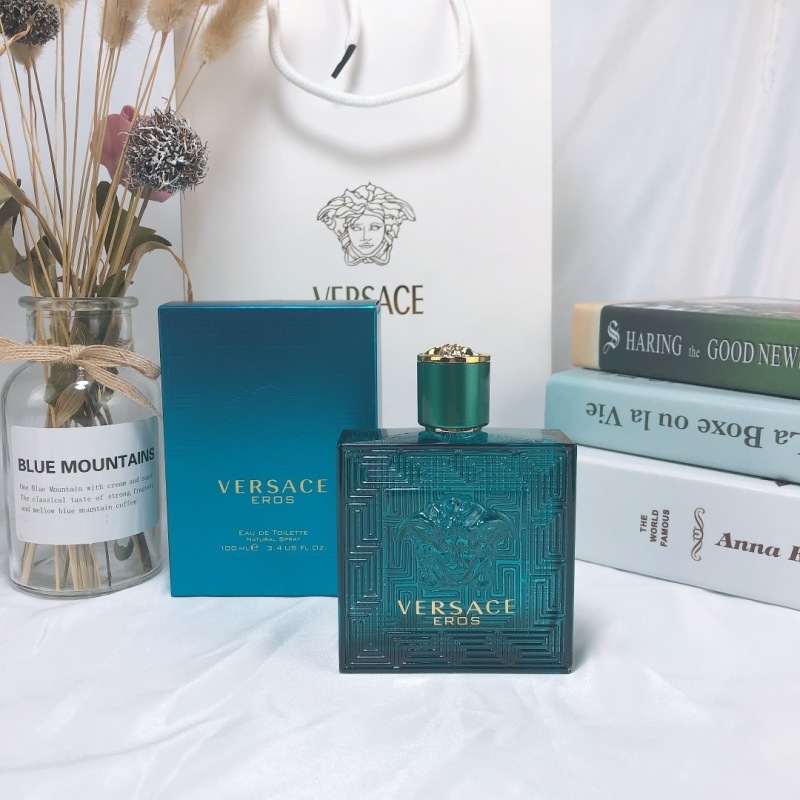 VERSACE
BLUE MOUNTAINS
One Blue Mountain with cream and sugar
The classical taste of strong, fragrant
and mellow blue mountain coffee
VERSACE
EROS
EAU DE TOILETTE
NATURAL SPRAY
100 ML℮ 3.4 US FL.OZ.
VERSACE
EROS
SHARING the GOOD NEW
La Boxe ou la Vie
THE
WORLD
FAMOUS
Anna